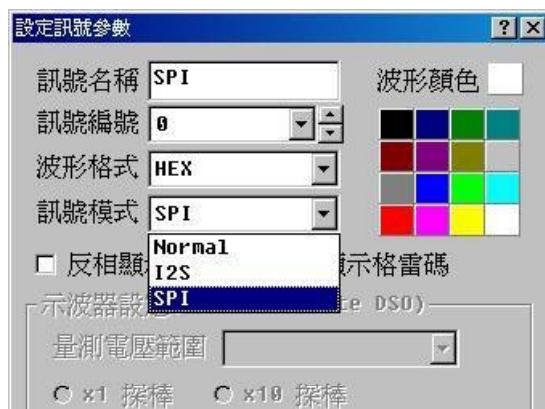 設定訊號參數
訊號名稱 SPI 波形顏色
訊號編號 0
波形格式 HEX
訊號模式 SPI
Normal
反相顯 示格雷碼
I2S
SPI
示波器設 te DSO)
量測電壓範圍
x1 探棒 x10 探棒